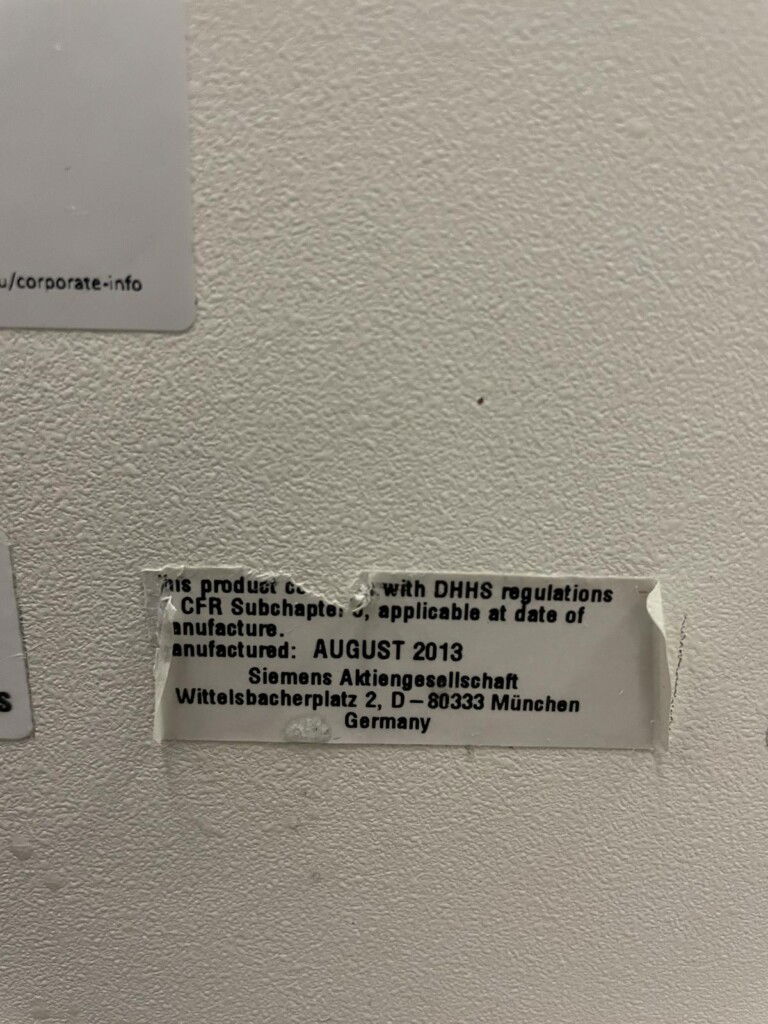 u/corporate-info
his product with DHHS regulations
CFR Subchapter J, applicable at date of
anufacture.
anufactured: AUGUST 2013
Siemens Aktiengesellschaft
Wittelsbacherplatz 2, D – 80333 München
Germany
s